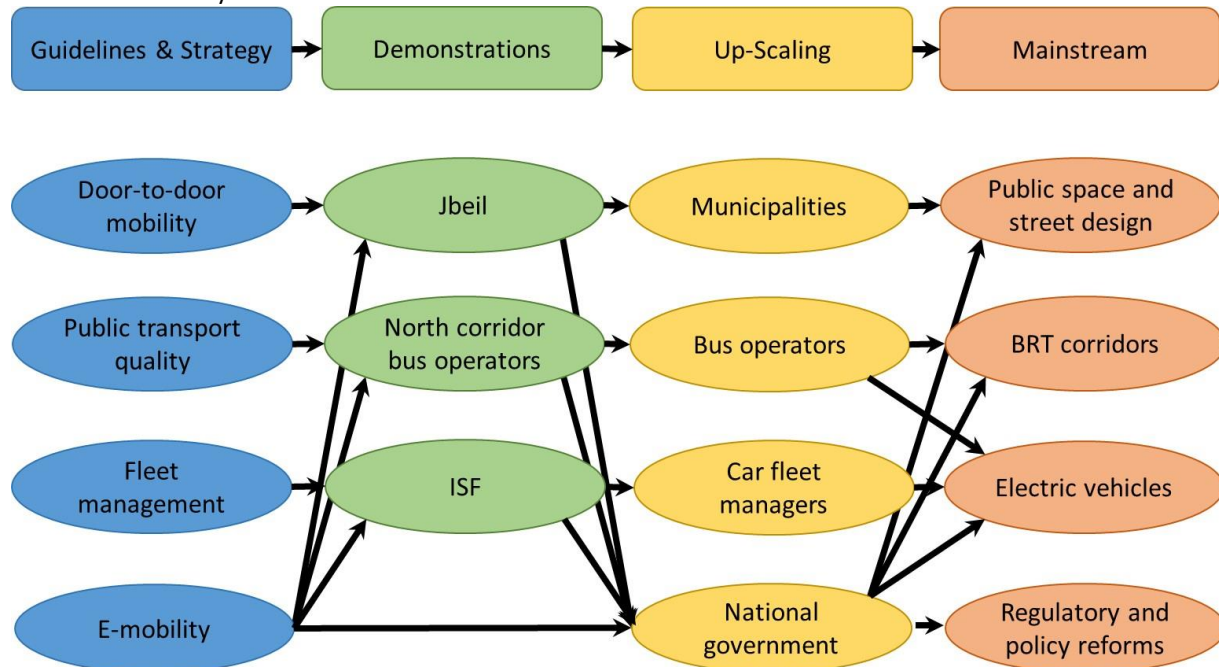 Guidelines & Strategy
Demonstrations
Up-Scaling
Mainstream
Door-to-door
mobility
Jbeil
Municipalities
Public space and
street design
Public transport
quality
North corridor
bus operators
Bus operators
BRT corridors
Fleet
management
ISF
Car fleet
managers
Electric vehicles
E-mobility
National
government
Regulatory and
policy reforms